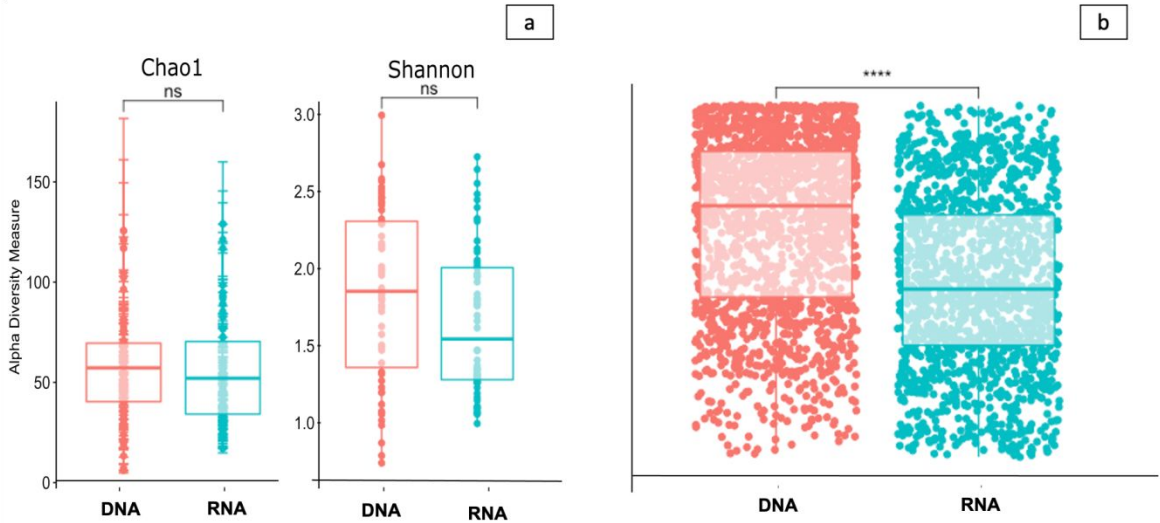 a
b
Chao1
Shannon
ns
ns
****
Alpha Diversity Measure
150
100
50
0
3.0
2.5
2.0
1.5
1.0
DNA
RNA
DNA
RNA
DNA
RNA